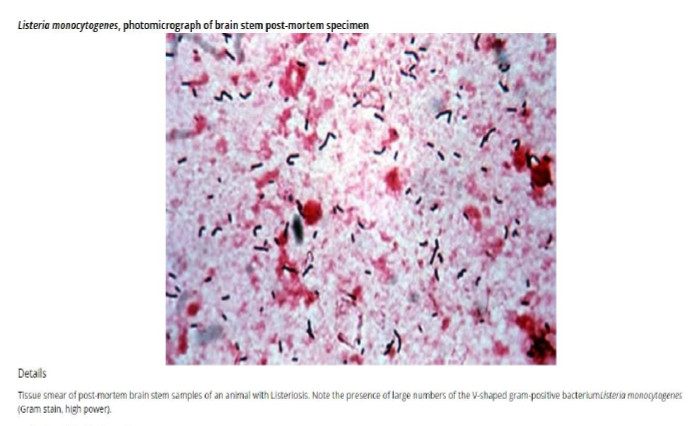 Listeria monocytogenes, photomicrograph of brain stem post-mortem specimen
Details
Tissue smear of post-mortem brain stem samples of an animal with Listeriosis. Note the presence of large numbers of the V-shaped gram-positive bacteriumListeria monocytogenes
(Gram stain, high power).